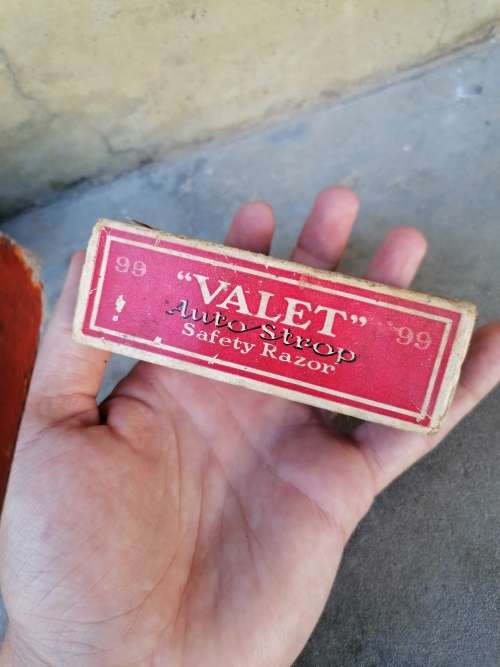 99
"VALET"
Auto Strop
Safety Razor
99